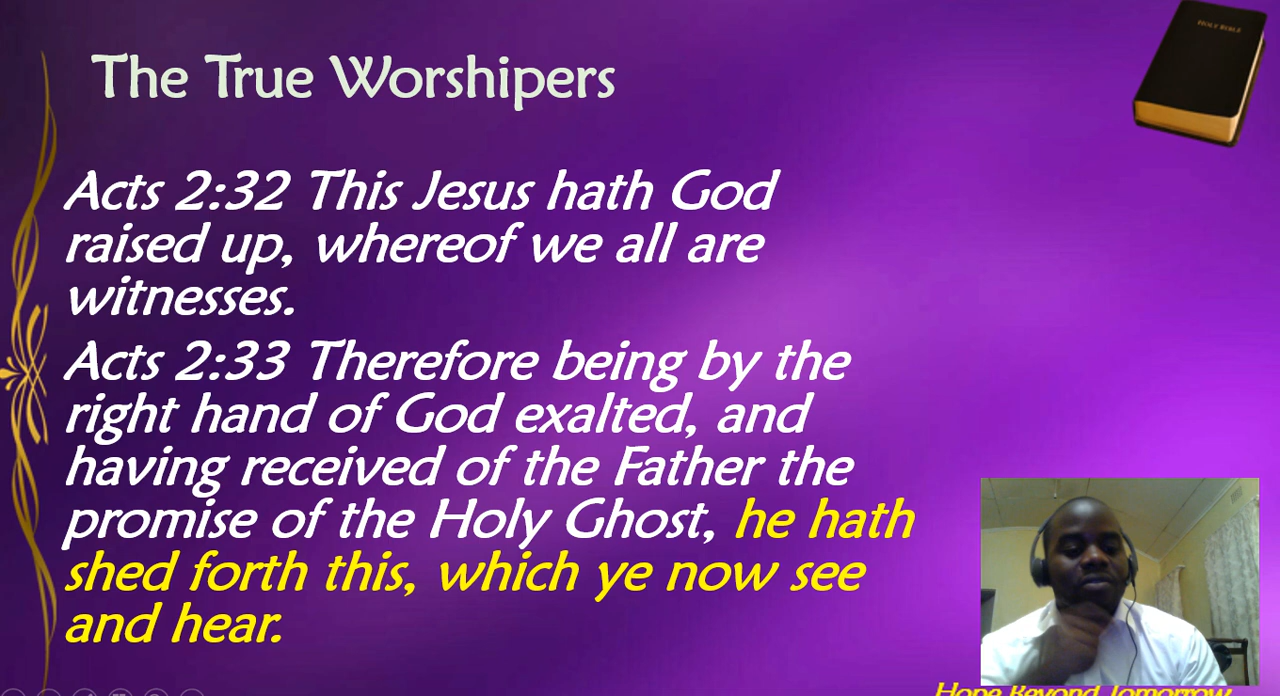 HOLY BIBLE
The True Worshipers
Acts 2:32 This Jesus hath God
raised up, whereof we all are
witnesses.
Acts 2:33 Therefore being by the
right hand of God exalted, and
having received of the Father the
promise of the Holy Ghost, he hath
shed forth this, which ye now see
and hear.
Hope Beyond Tomorrow